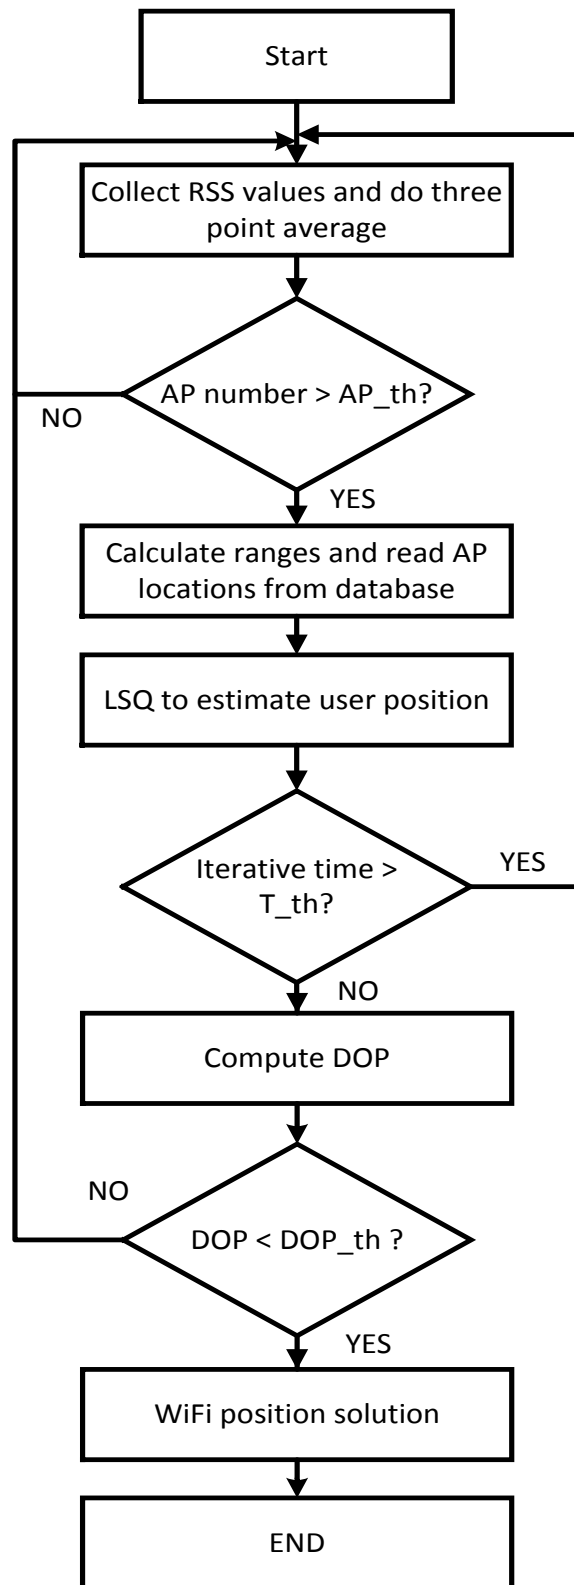 Start
Collect RSS values and do three
point average
AP number > AP_th?
NO
YES
Calculate ranges and read AP
locations from database
LSQ to estimate user position
Iterative time >
T_th?
YES
NO
Compute DOP
NO
DOP < DOP_th ?
YES
WiFi position solution
END